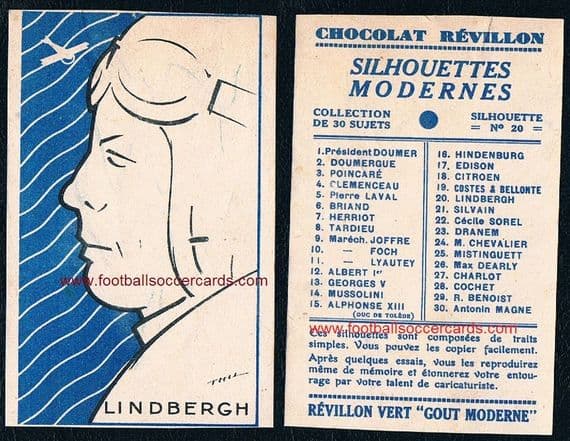 www.footballsoccercards.com
LINDBERGH
CHOCOLAT RÉVILLON
SILHOUETTES
MODERNES
COLLECTION
DE 30 SUJETS
SILHOUETTE
= Nº 20 =
1. Président DOUMER
2. DOUMERQUE
3. POINCARÉ
4. CLEMENCEAU
5. Pierre LAVAL
6. BRIAND
7. HERRIOT
8. TARDIEU
9. Maréch. JOFFRE
10. — FOCH
11. — LYAUTEY
12. ALBERT Iᵉʳ
13. GEORGES V
14. MUSSOLINI
15. ALPHONSE XIII
(DUC DE TOLÈDE)
16. HINDENBURG
17. EDISON
18. CITROEN
19. COSTES & BELLONTE
20. LINDBERGH
21. SILVAIN
22. Cécile SOREL
23. DRANEM
24. M. CHEVALIER
25. MISTINGUETT
26. Max DEARLY
27. CHARLOT
28. COCHET
29. R. BENOIST
30. Antonin MAGNE
www.footballsoccercards.com
Ces silhouettes sont composées de traits
simples. Vous pouvez les copier facilement.
Après quelques essais, vous les reproduirez
même de mémoire et étonnerez votre entou-
rage par votre talent de caricaturiste.
RÉVILLON VERT "GOUT MODERNE"